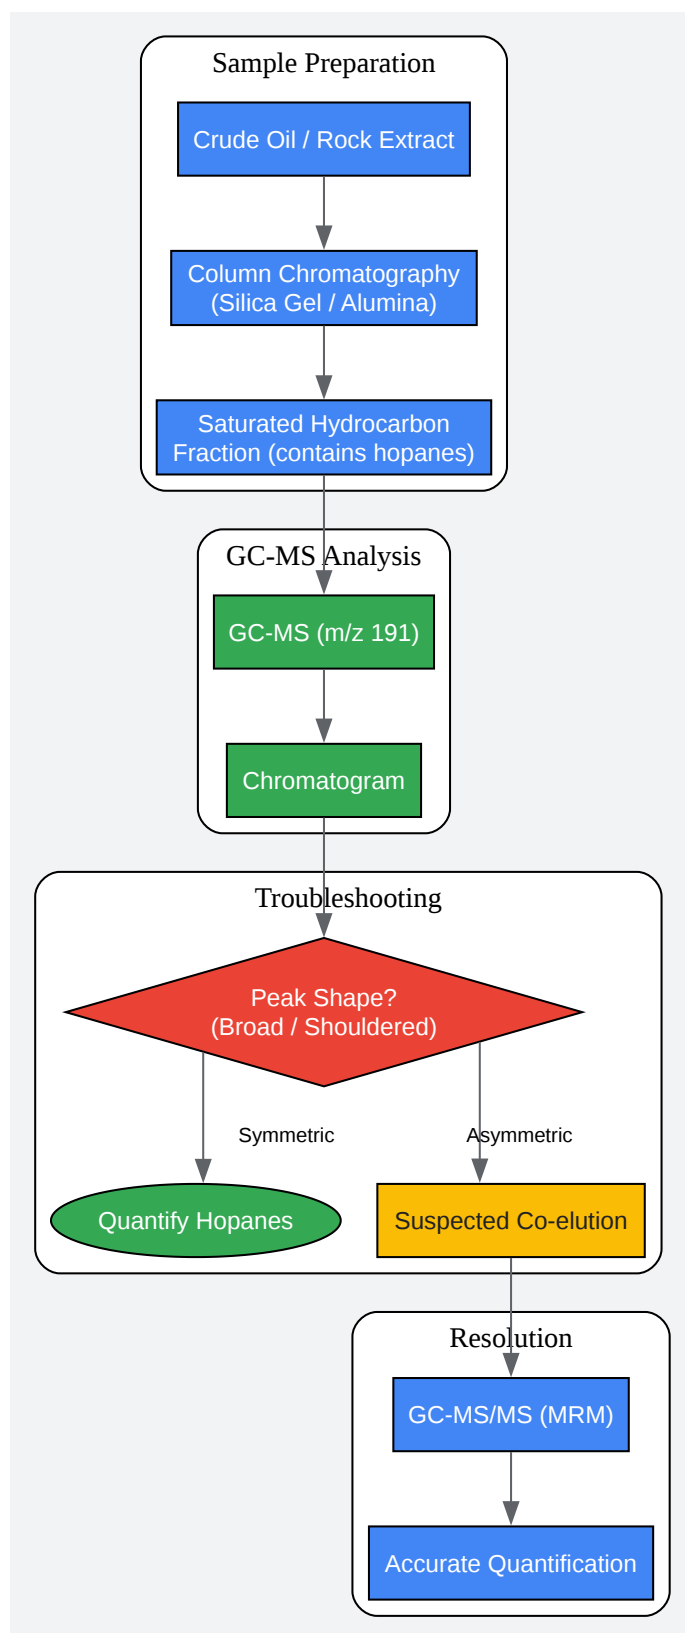 Sample Preparation
Crude Oil / Rock Extract
Column Chromatography
(Silica Gel / Alumina)
Saturated Hydrocarbon
Fraction (contains hopanes)
GC-MS Analysis
GC-MS (m/z 191)
Chromatogram
Troubleshooting
Peak Shape?
(Broad / Shouldered)
Symmetric
Asymmetric
Quantify Hopanes
Suspected Co-elution
Resolution
GC-MS/MS (MRM)
Accurate Quantification